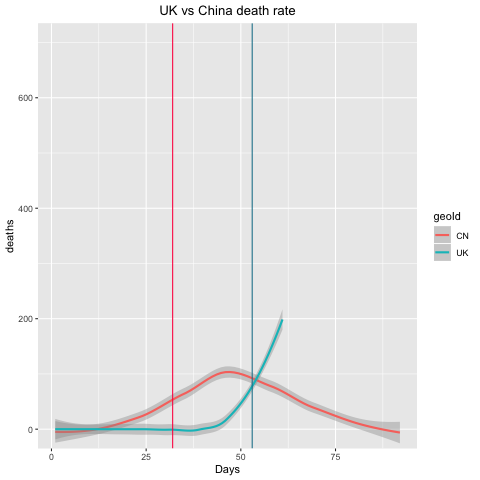 UK vs China death rate
deaths
600
400
200
0
0
25
50
75
Days
geoId
CN
UK